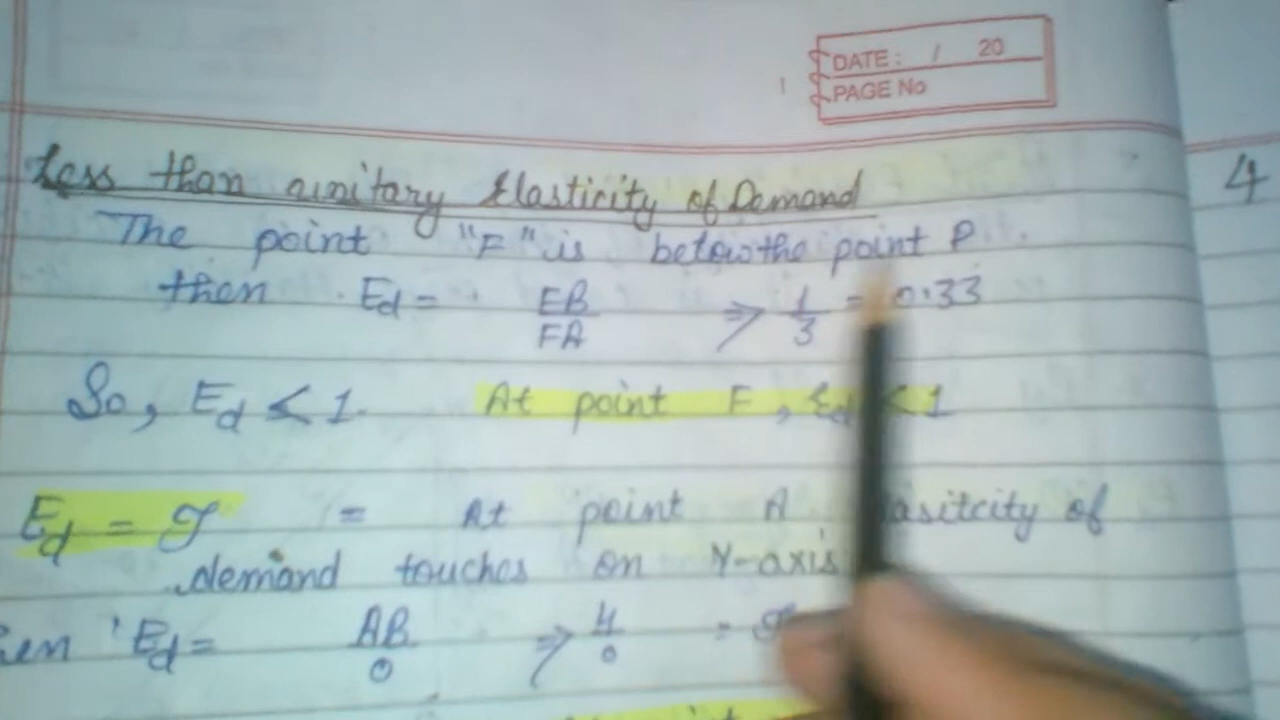 DATE: / 20
PAGE No
4
Less than aunitary Elasticity of Demand
The point "F" is below the point P.
then Ed = EB/FA ⇒ 1/3 = 0.33
So, Ed < 1. At point F, Ed < 1
Ed = = At point A of
demand touches on Y-axis
Ed = AB/0 ⇒ 4/0 =